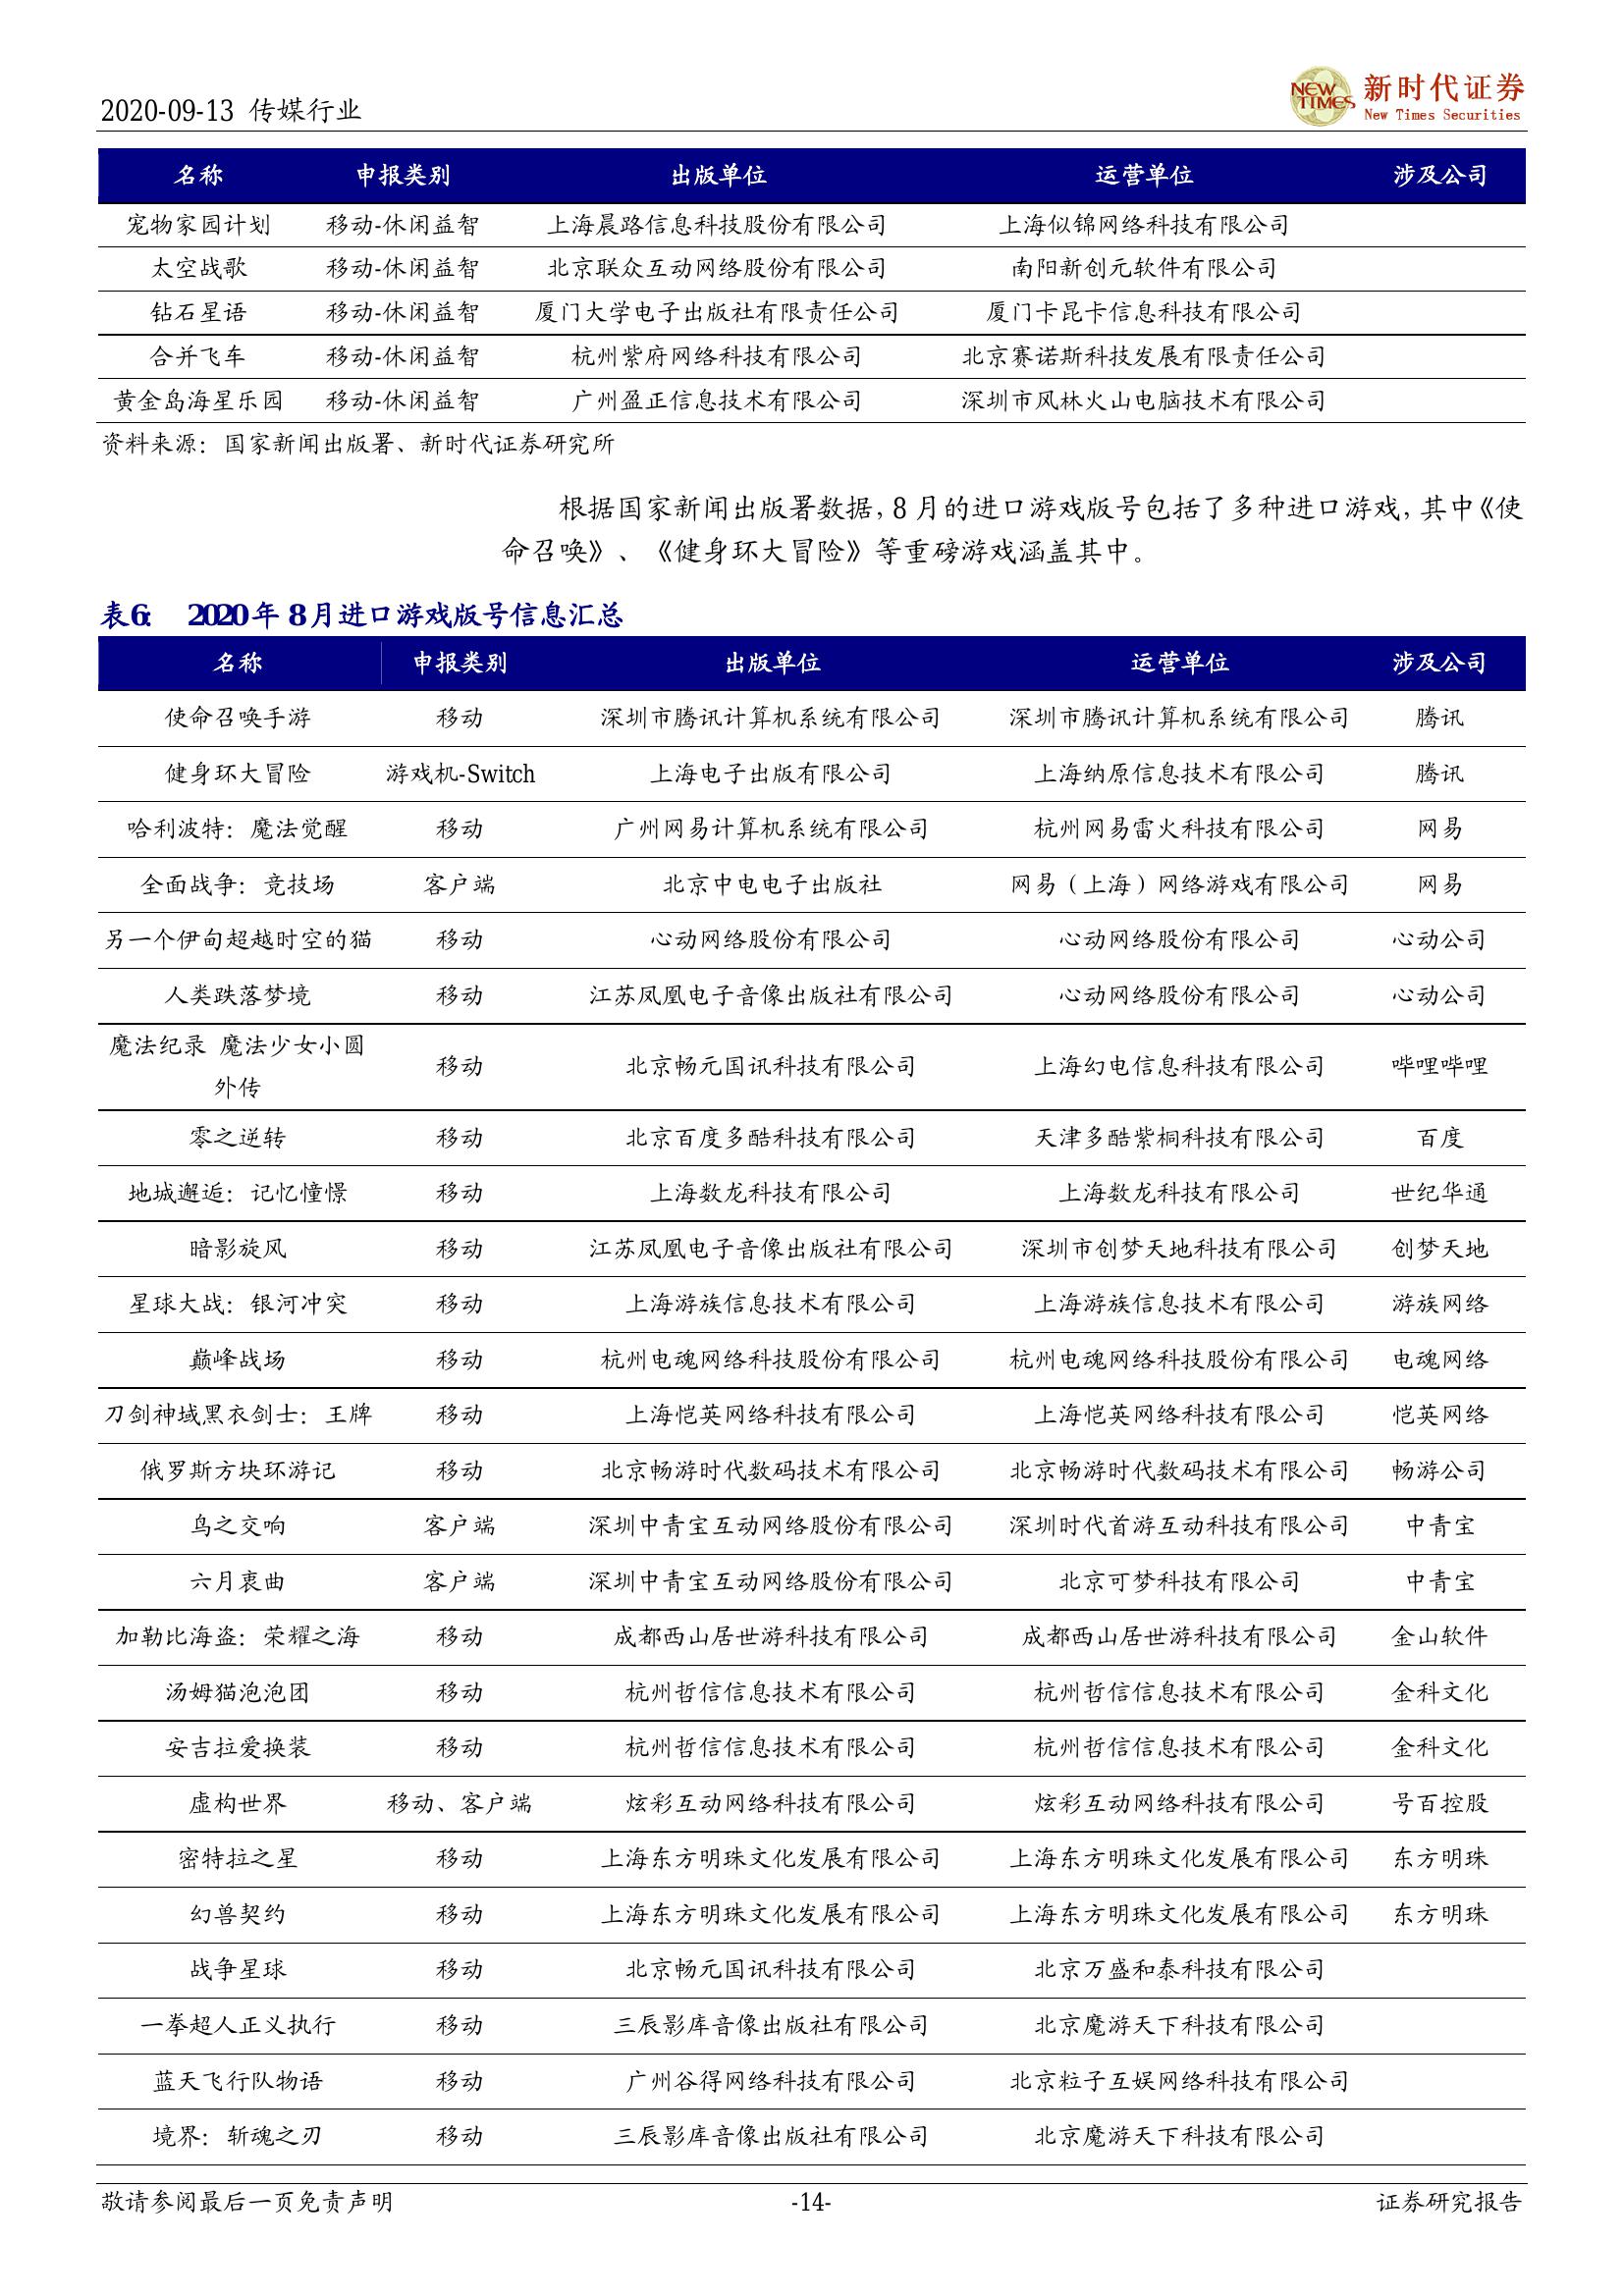 2020-09-13 传媒行业
NEW TIMES 新时代证券
New Times Securities
名称 申报类别 出版单位 运营单位 涉及公司
宠物家园计划 移动-休闲益智 上海晨路信息科技股份有限公司 上海似锦网络科技有限公司
太空战歌 移动-休闲益智 北京联众互动网络股份有限公司 南阳新创元软件有限公司
钻石星语 移动-休闲益智 厦门大学电子出版社有限责任公司 厦门卡昆卡信息科技有限公司
合并飞车 移动-休闲益智 杭州紫府网络科技有限公司 北京赛诺斯科技发展有限责任公司
黄金岛海星乐园 移动-休闲益智 广州盈正信息技术有限公司 深圳市风林火山电脑技术有限公司
资料来源：国家新闻出版署、新时代证券研究所
根据国家新闻出版署数据，8 月的进口游戏版号包括了多种进口游戏，其中《使
命召唤》、《健身环大冒险》等重磅游戏涵盖其中。
表6： 2020 年 8 月进口游戏版号信息汇总
名称 申报类别 出版单位 运营单位 涉及公司
使命召唤手游 移动 深圳市腾讯计算机系统有限公司 深圳市腾讯计算机系统有限公司 腾讯
健身环大冒险 游戏机-Switch 上海电子出版有限公司 上海纳原信息技术有限公司 腾讯
哈利波特：魔法觉醒 移动 广州网易计算机系统有限公司 杭州网易雷火科技有限公司 网易
全面战争：竞技场 客户端 北京中电电子出版社 网易（上海）网络游戏有限公司 网易
另一个伊甸超越时空的猫 移动 心动网络股份有限公司 心动网络股份有限公司 心动公司
人类跌落梦境 移动 江苏凤凰电子音像出版社有限公司 心动网络股份有限公司 心动公司
魔法纪录 魔法少女小圆
外传 移动 北京畅元国讯科技有限公司 上海幻电信息科技有限公司 哔哩哔哩
零之逆转 移动 北京百度多酷科技有限公司 天津多酷紫桐科技有限公司 百度
地城邂逅：记忆憧憬 移动 上海数龙科技有限公司 上海数龙科技有限公司 世纪华通
暗影旋风 移动 江苏凤凰电子音像出版社有限公司 深圳市创梦天地科技有限公司 创梦天地
星球大战：银河冲突 移动 上海游族信息技术有限公司 上海游族信息技术有限公司 游族网络
巅峰战场 移动 杭州电魂网络科技股份有限公司 杭州电魂网络科技股份有限公司 电魂网络
刀剑神域黑衣剑士：王牌 移动 上海恺英网络科技有限公司 上海恺英网络科技有限公司 恺英网络
俄罗斯方块环游记 移动 北京畅游时代数码技术有限公司 北京畅游时代数码技术有限公司 畅游公司
鸟之交响 客户端 深圳中青宝互动网络股份有限公司 深圳时代首游互动科技有限公司 中青宝
六月衷曲 客户端 深圳中青宝互动网络股份有限公司 北京可梦科技有限公司 中青宝
加勒比海盗：荣耀之海 移动 成都西山居世游科技有限公司 成都西山居世游科技有限公司 金山软件
汤姆猫泡泡团 移动 杭州哲信信息技术有限公司 杭州哲信信息技术有限公司 金科文化
安吉拉爱换装 移动 杭州哲信信息技术有限公司 杭州哲信信息技术有限公司 金科文化
虚构世界 移动、客户端 炫彩互动网络科技有限公司 炫彩互动网络科技有限公司 号百控股
密特拉之星 移动 上海东方明珠文化发展有限公司 上海东方明珠文化发展有限公司 东方明珠
幻兽契约 移动 上海东方明珠文化发展有限公司 上海东方明珠文化发展有限公司 东方明珠
战争星球 移动 北京畅元国讯科技有限公司 北京万盛和泰科技有限公司
一拳超人正义执行 移动 三辰影库音像出版社有限公司 北京魔游天下科技有限公司
蓝天飞行队物语 移动 广州谷得网络科技有限公司 北京粒子互娱网络科技有限公司
境界：斩魂之刃 移动 三辰影库音像出版社有限公司 北京魔游天下科技有限公司
敬请参阅最后一页免责声明 -14- 证券研究报告